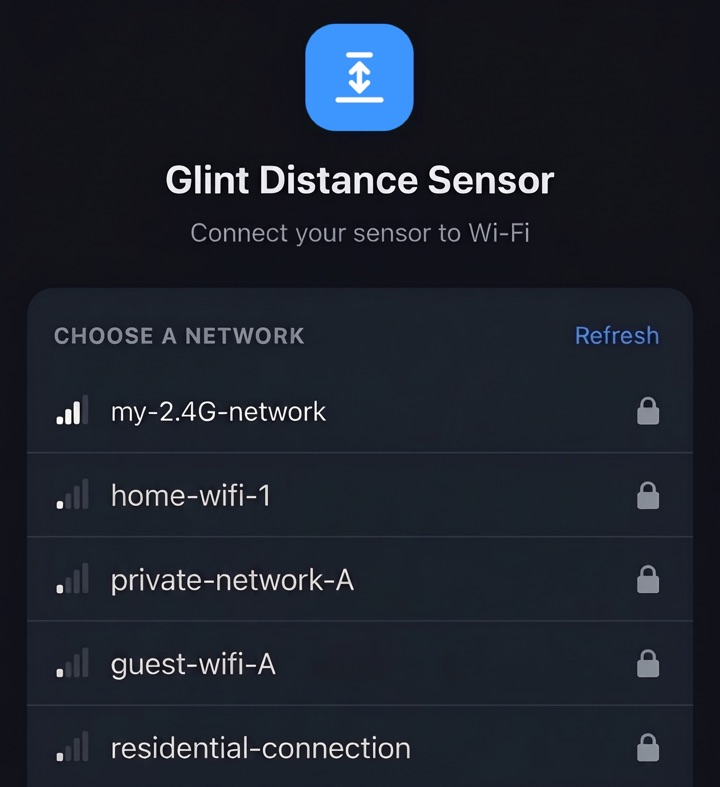 Glint Distance Sensor
Connect your sensor to Wi-Fi
CHOOSE A NETWORK Refresh
my-2.4G-network
home-wifi-1
private-network-A
guest-wifi-A
residential-connection